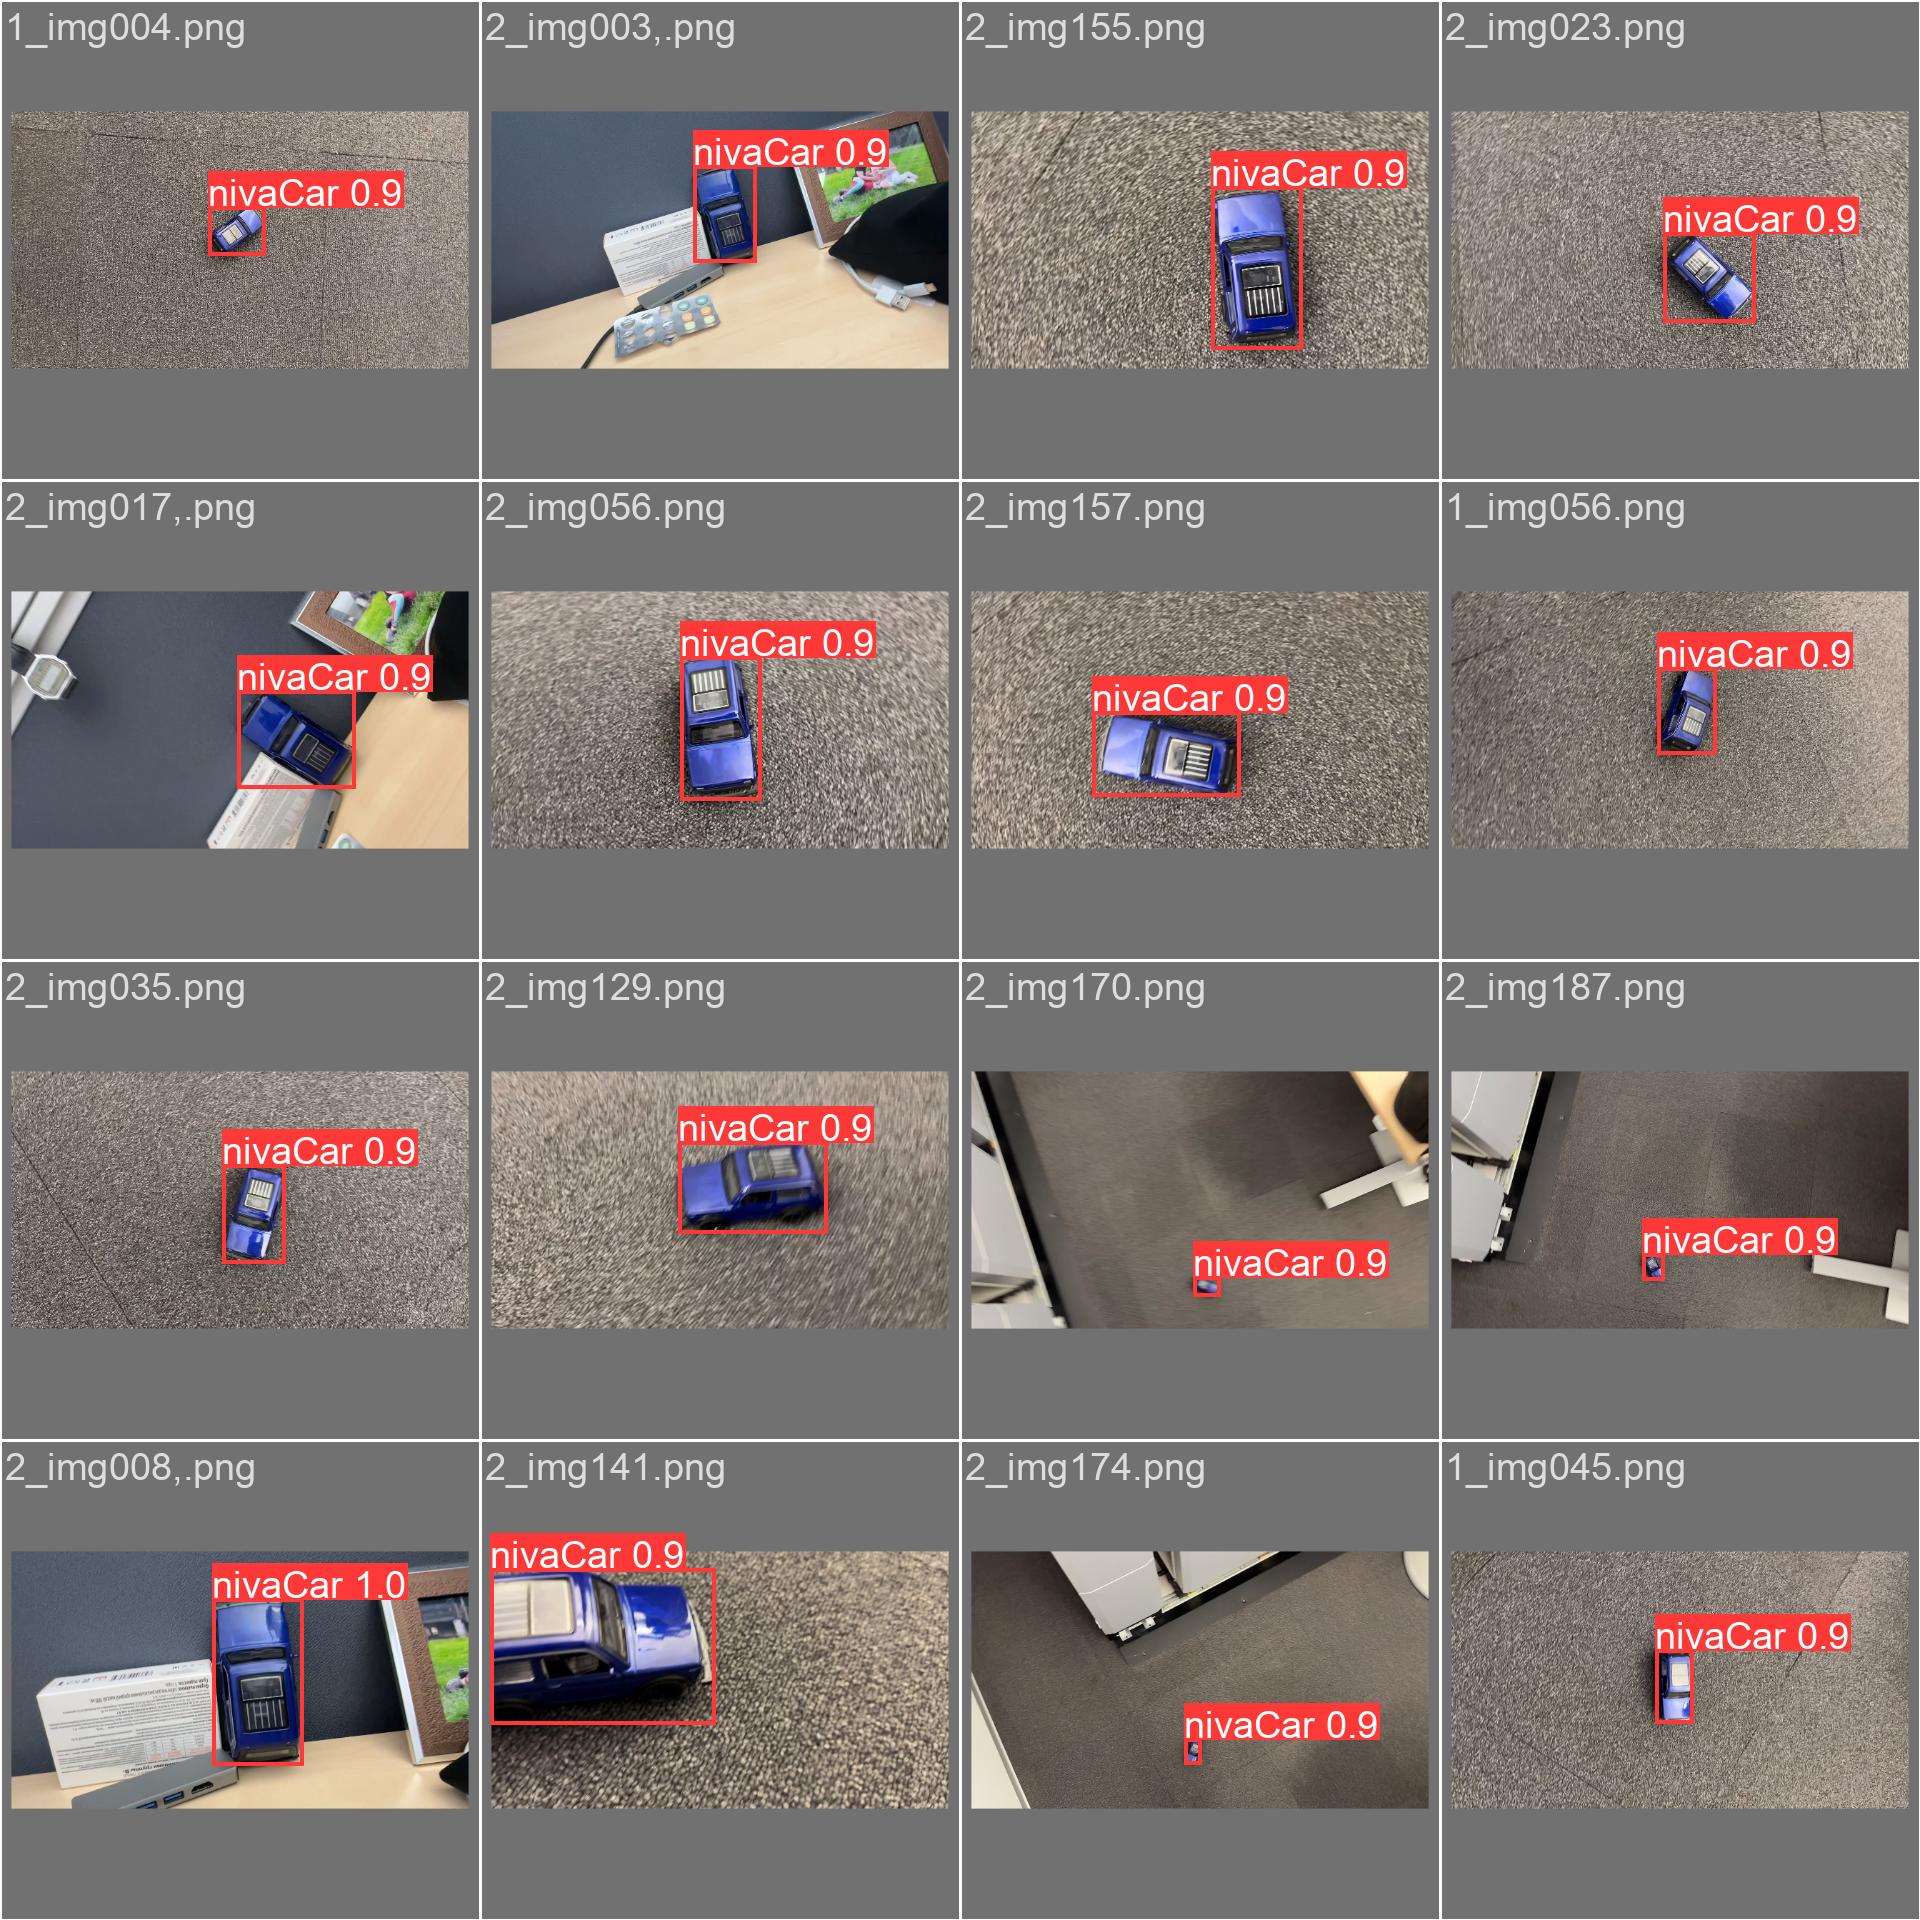 1_img004.png
nivaCar 0.9
2_img003,.png
nivaCar 0.9
2_img155.png
nivaCar 0.9
2_img023.png
nivaCar 0.9
2_img017,.png
nivaCar 0.9
2_img056.png
nivaCar 0.9
2_img157.png
nivaCar 0.9
1_img056.png
nivaCar 0.9
2_img035.png
nivaCar 0.9
2_img129.png
nivaCar 0.9
2_img170.png
nivaCar 0.9
2_img187.png
nivaCar 0.9
2_img008,.png
nivaCar 1.0
2_img141.png
nivaCar 0.9
2_img174.png
nivaCar 0.9
1_img045.png
nivaCar 0.9